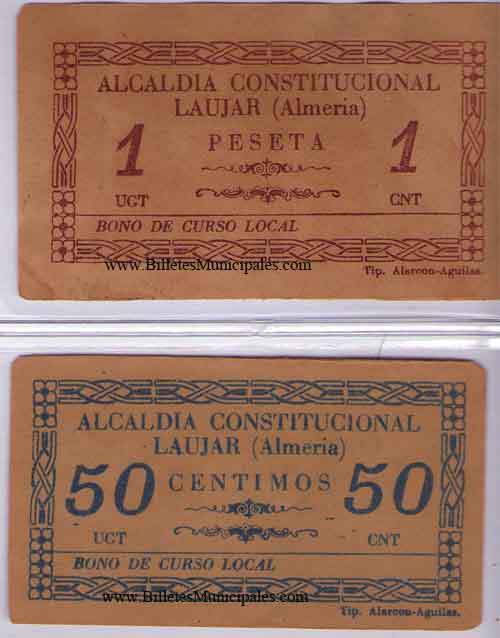 ALCALDIA CONSTITUCIONAL
LAUJAR (Almeria)
1 PESETA 1
UGT CNT
BONO DE CURSO LOCAL
www.BilletesMunicipales.com
Tip. Alarcon-Aguilas.
ALCALDIA CONSTITUCIONAL
LAUJAR (Almeria)
50 CENTIMOS 50
UGT CNT
BONO DE CURSO LOCAL
www.BilletesMunicipales.com
Tip. Alarcon-Aguilas.